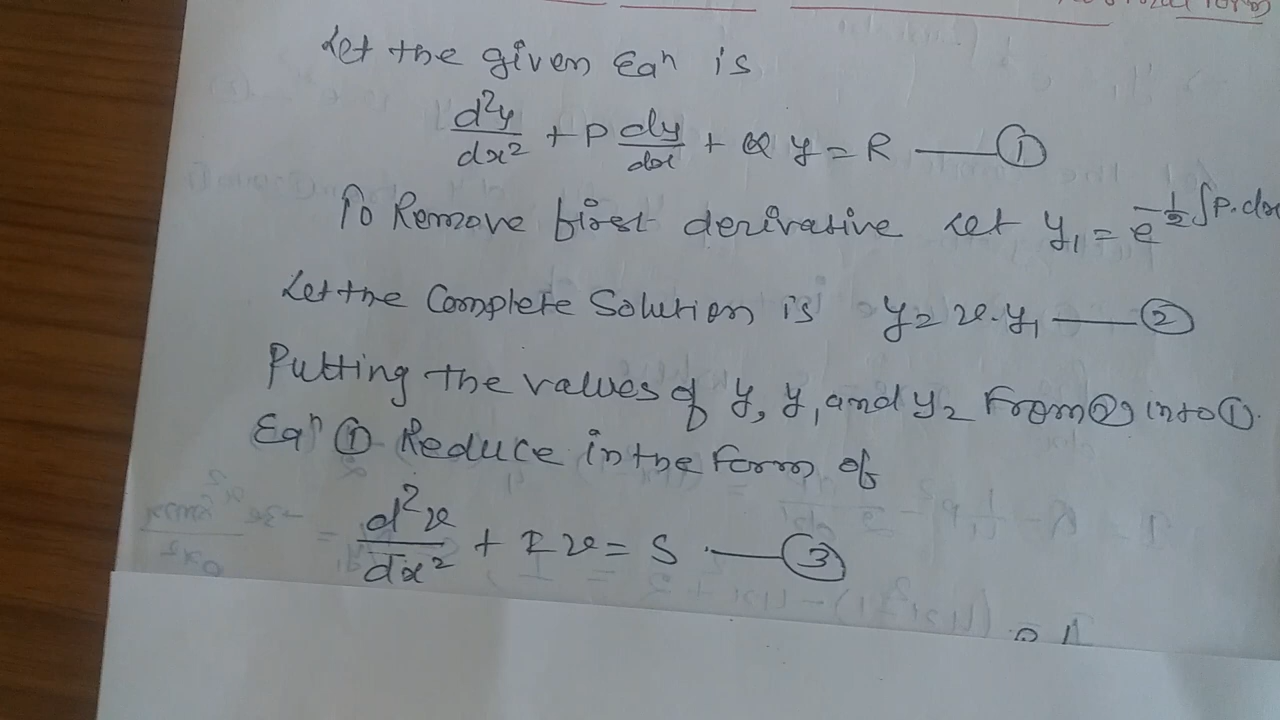 Let the given Eqn is
d²y/dx² + P dy/dx + Q y = R —— ①
To Remove first derivative Let y₁ = e^(-½∫P.dx
Let the Complete Solution is y = v.y₁ —— ②
Putting the values of y, y₁ and y₂ From ② into ①.
Eqn ① Reduce in the form of
d²v/dx² + I v = S. —— ③